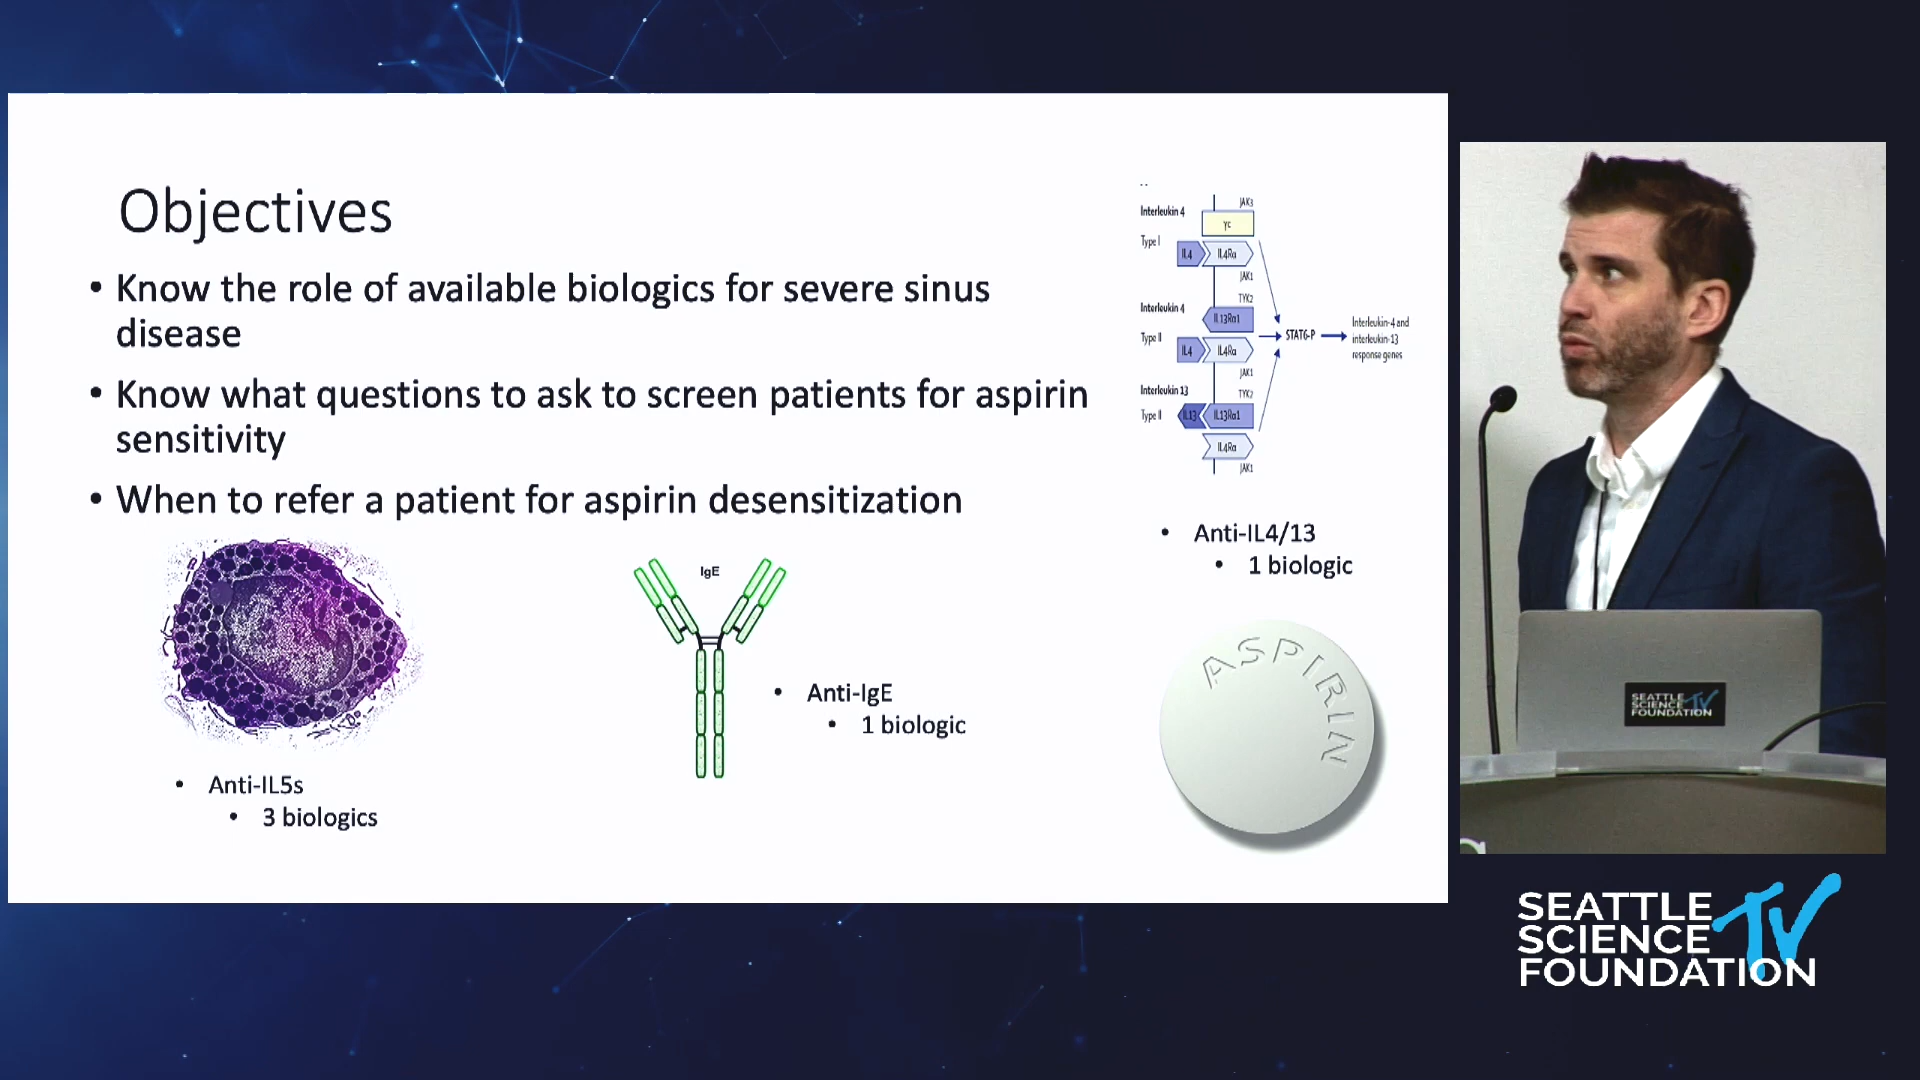 Objectives
• Know the role of available biologics for severe sinus
disease
• Know what questions to ask to screen patients for aspirin
sensitivity
• When to refer a patient for aspirin desensitization
• Anti-IL5s
• 3 biologics
IgE
• Anti-IgE
• 1 biologic
JAK3
Interleukin 4
γc
Type I
IL4
IL4Rα
JAK1
TYK2
Interleukin 4
IL13Rα1
Type II
IL4
IL4Rα
JAK1
STAT6-P
Interleukin-4 and
interleukin-13
response genes
Interleukin 13
TYK2
Type II
IL13
IL13Rα1
IL4Rα
JAK1
• Anti-IL4/13
• 1 biologic
ASPIRIN
SEATTLE
SCIENCE
FOUNDATION
TV
SEATTLE
SCIENCE
FOUNDATION
TV